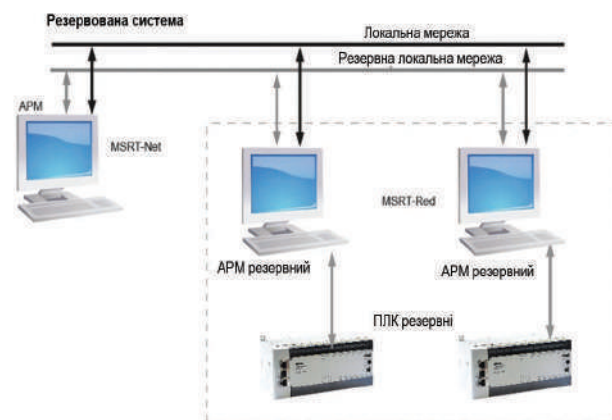 Резервована система
Локальна мережа
Резервна локальна мережа
АРМ
MSRT-Net
MSRT-Red
АРМ резервний
АРМ резервний
ПЛК резервні